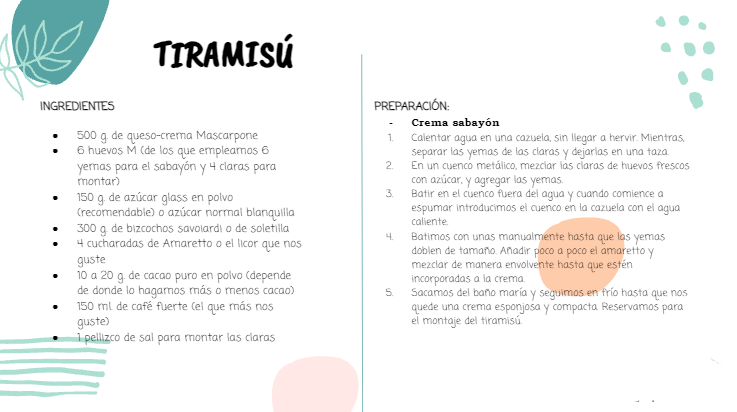 TIRAMISÚ
INGREDIENTES
● 500 g. de queso-crema Mascarpone
● 6 huevos M (de los que empleamos 6
yemas para el sabayón y 4 claras para
montar)
● 150 g. de azúcar glass en polvo
(recomendable) o azúcar normal blanquilla
● 300 g. de bizcochos savoiardi o de soletilla
● 4 cucharadas de Amaretto o el licor que nos
guste
● 10 a 20 g. de cacao puro en polvo (depende
de donde lo hagamos más o menos cacao)
● 150 ml de café fuerte (el que más nos
guste)
● 1 pellizco de sal para montar las claras
PREPARACIÓN:
- Crema sabayón
1. Calentar agua en una cazuela, sin llegar a hervir. Mientras,
separar las yemas de las claras y dejarlas en una taza.
2. En un cuenco metálico, mezclar las claras de huevos frescos
con azúcar, y agregar las yemas.
3. Batir en el cuenco fuera del agua y cuando comience a
espumar introducimos el cuenco en la cazuela con el agua
caliente.
4. Batimos con unas manualmente hasta que las yemas
doblen de tamaño. Añadir poco a poco el amaretto y
mezclar de manera envolvente hasta que estén
incorporadas a la crema.
5. Sacamos del baño maría y seguimos en frío hasta que nos
quede una crema esponjosa y compacta. Reservamos para
el montaje del tiramisú.